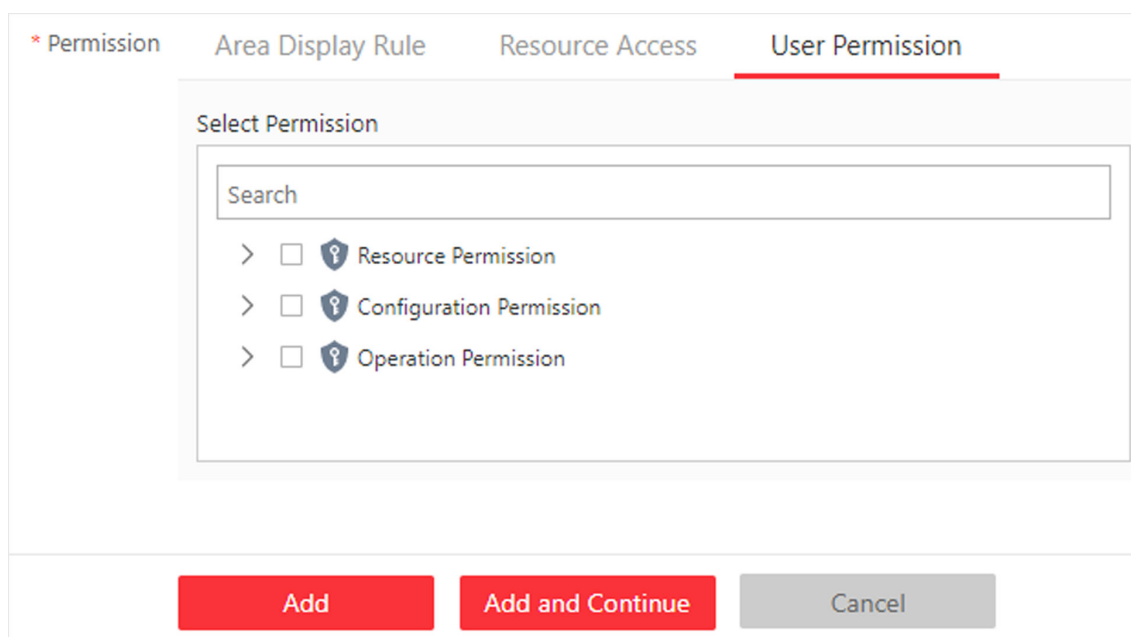 * Permission
Area Display Rule
Resource Access
User Permission
Select Permission
Search
Resource Permission
Configuration Permission
Operation Permission
Add
Add and Continue
Cancel